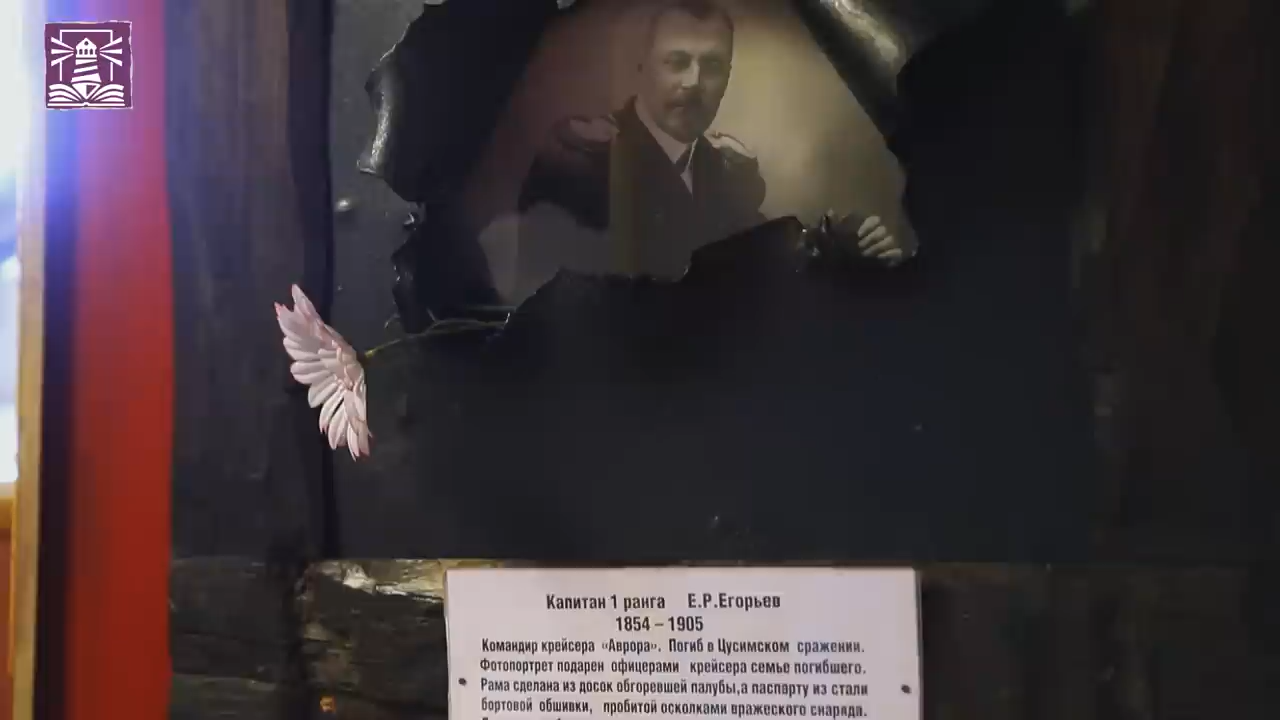 Капитан 1 ранга Е.Р.Егорьев
1854 – 1905
Командир крейсера «Аврора». Погиб в Цусимском сражении.
Фотопортрет подарен офицерами крейсера семье погибшего.
Рама сделана из досок обгоревшей палубы,а паспарту из стали
бортовой обшивки, пробитой осколками вражеского снаряда.